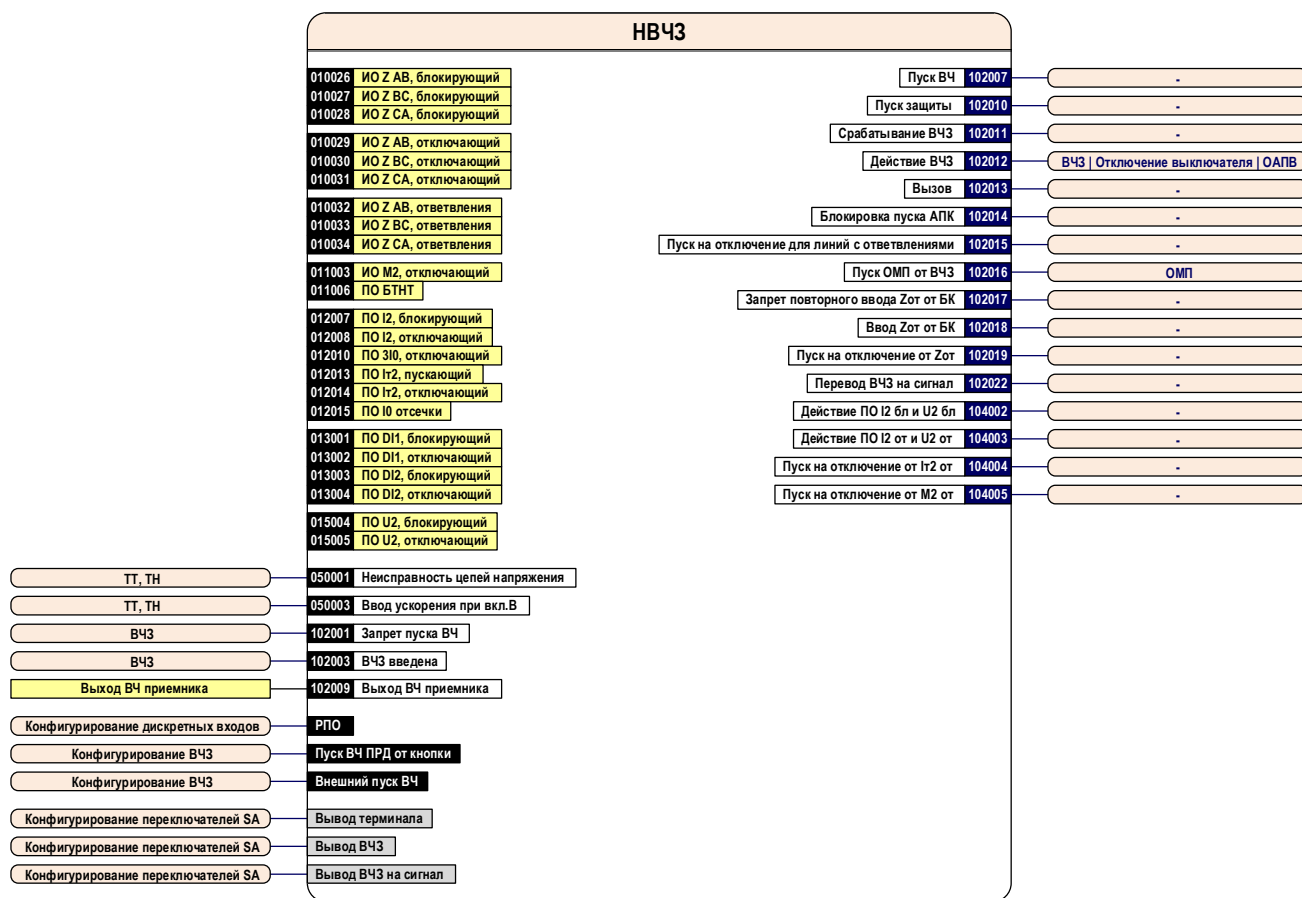 НВЧЗ
010026 ИО Z АВ, блокирующий
010027 ИО Z ВС, блокирующий
010028 ИО Z СА, блокирующий
010029 ИО Z АВ, отключающий
010030 ИО Z ВС, отключающий
010031 ИО Z СА, отключающий
010032 ИО Z АВ, ответвления
010033 ИО Z ВС, ответвления
010034 ИО Z СА, ответвления
011003 ИО М2, отключающий
011006 ПО БТНТ
012007 ПО I2, блокирующий
012008 ПО I2, отключающий
012010 ПО 3I0, отключающий
012013 ПО Iт2, пускающий
012014 ПО Iт2, отключающий
012015 ПО I0 отсечки
013001 ПО DI1, блокирующий
013002 ПО DI1, отключающий
013003 ПО DI2, блокирующий
013004 ПО DI2, отключающий
015004 ПО U2, блокирующий
015005 ПО U2, отключающий
ТТ, ТН 050001 Неисправность цепей напряжения
ТТ, ТН 050003 Ввод ускорения при вкл.В
ВЧЗ 102001 Запрет пуска ВЧ
ВЧЗ 102003 ВЧЗ введена
Выход ВЧ приемника 102009 Выход ВЧ приемника
Конфигурирование дискретных входов РПО
Конфигурирование ВЧЗ Пуск ВЧ ПРД от кнопки
Конфигурирование ВЧЗ Внешний пуск ВЧ
Конфигурирование переключателей SA Вывод терминала
Конфигурирование переключателей SA Вывод ВЧЗ
Конфигурирование переключателей SA Вывод ВЧЗ на сигнал
Пуск ВЧ 102007 -
Пуск защиты 102010 -
Срабатывание ВЧЗ 102011 -
Действие ВЧЗ 102012 ВЧЗ | Отключение выключателя | ОАПВ
Вызов 102013 -
Блокировка пуска АПК 102014 -
Пуск на отключение для линий с ответвлениями 102015 -
Пуск ОМП от ВЧЗ 102016 ОМП
Запрет повторного ввода Zот от БК 102017 -
Ввод Zот от БК 102018 -
Пуск на отключение от Zот 102019 -
Перевод ВЧЗ на сигнал 102022 -
Действие ПО I2 бл и U2 бл 104002 -
Действие ПО I2 от и U2 от 104003 -
Пуск на отключение от Iт2 от 104004 -
Пуск на отключение от М2 от 104005 -